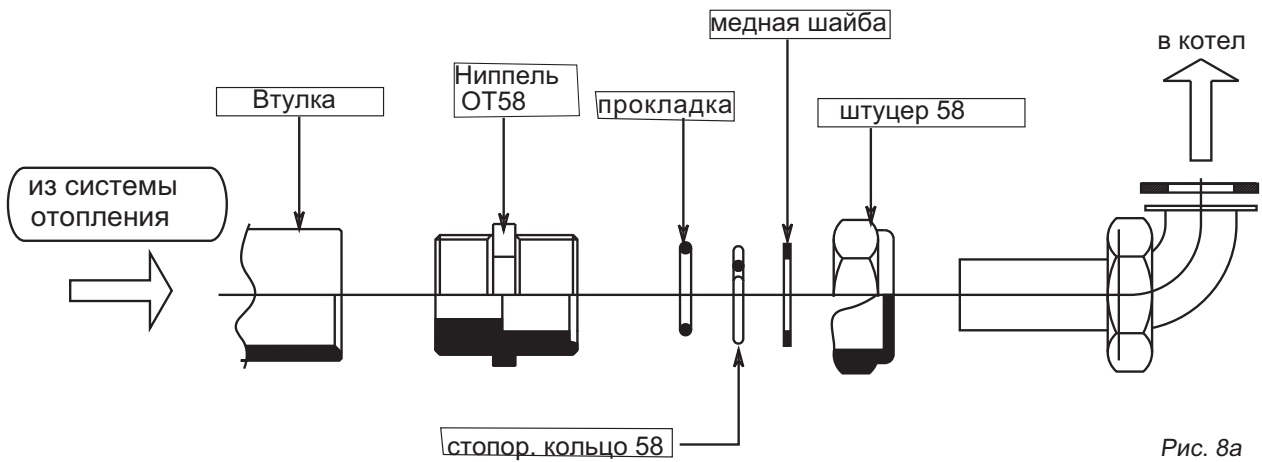 медная шайба
в котел
Ниппель
ОТ58
Втулка
прокладка
штуцер 58
из системы
отопления
стопор. кольцо 58
Рис. 8а